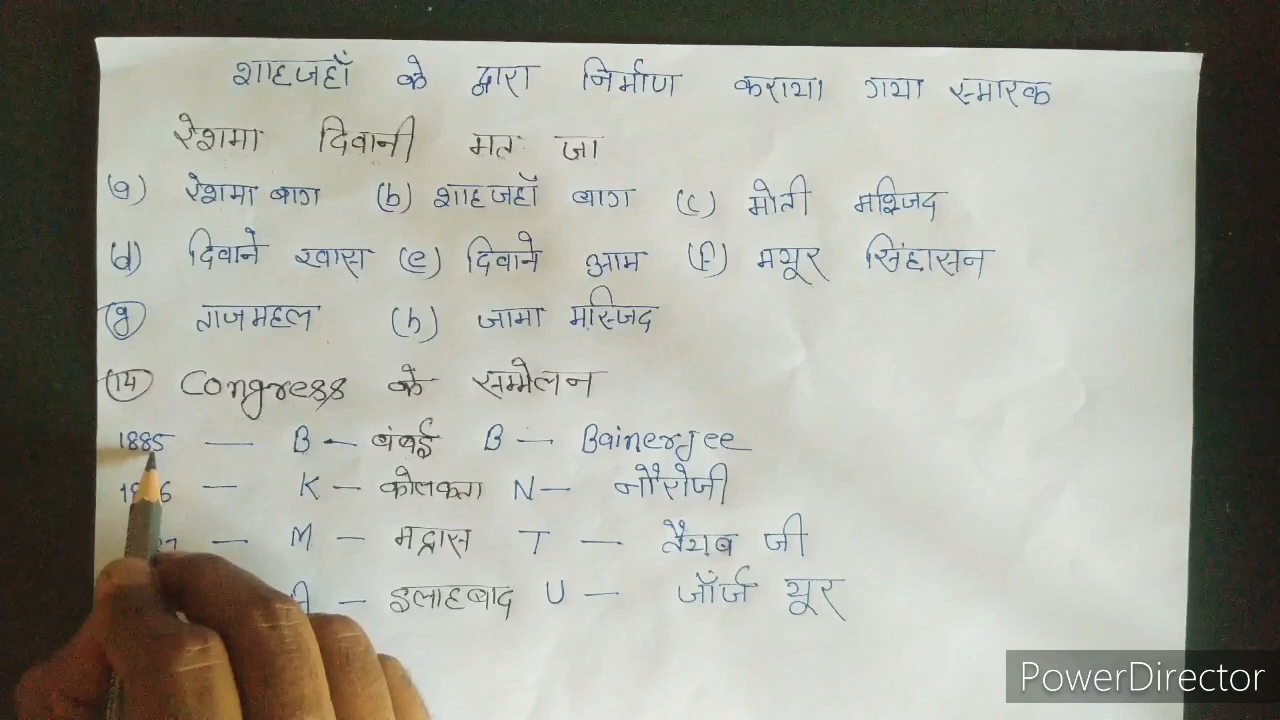 शाहजहाँ के द्वारा निर्माण कराया गया स्मारक
रेशमा दिवानी मत जा
(a) रेशमा बाग (b) शाहजहाँ बाग (c) मोती मश्जिद
(d) दिवाने खास (e) दिवाने आम (f) मयूर सिंहासन
(g) ताजमहल (h) जामा मस्जिद
(14) Congress के सम्मेलन
1885 — B — बंबई B — Bainerjee
K — कोलकता N — नौरोजी
— M — मद्रास T — तैयब जी
A — इलाहबाद U — जॉर्ज यूर
PowerDirector